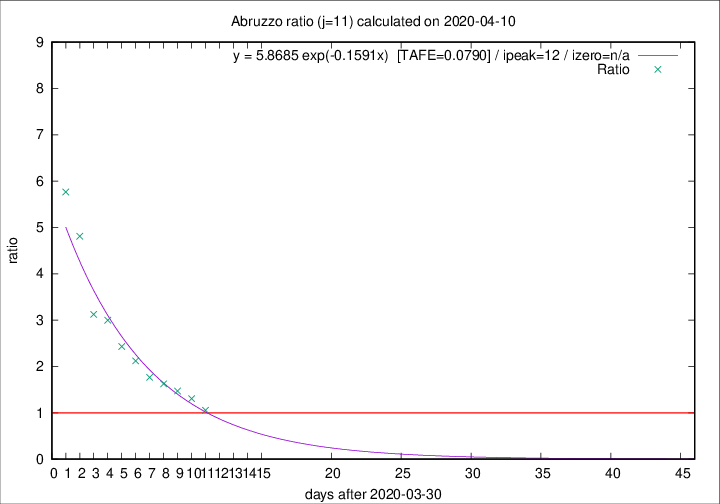 Abruzzo ratio (j=11) calculated on 2020-04-10
y = 5.8685 exp(-0.1591x)  [TAFE=0.0790] / ipeak=12 / izero=n/a
Ratio
9
8
7
6
5
4
3
2
1
0
ratio
0 1 2 3 4 5 6 7 8 9 10 11 12 13 14 15 20 25 30 35 40 45
days after 2020-03-30